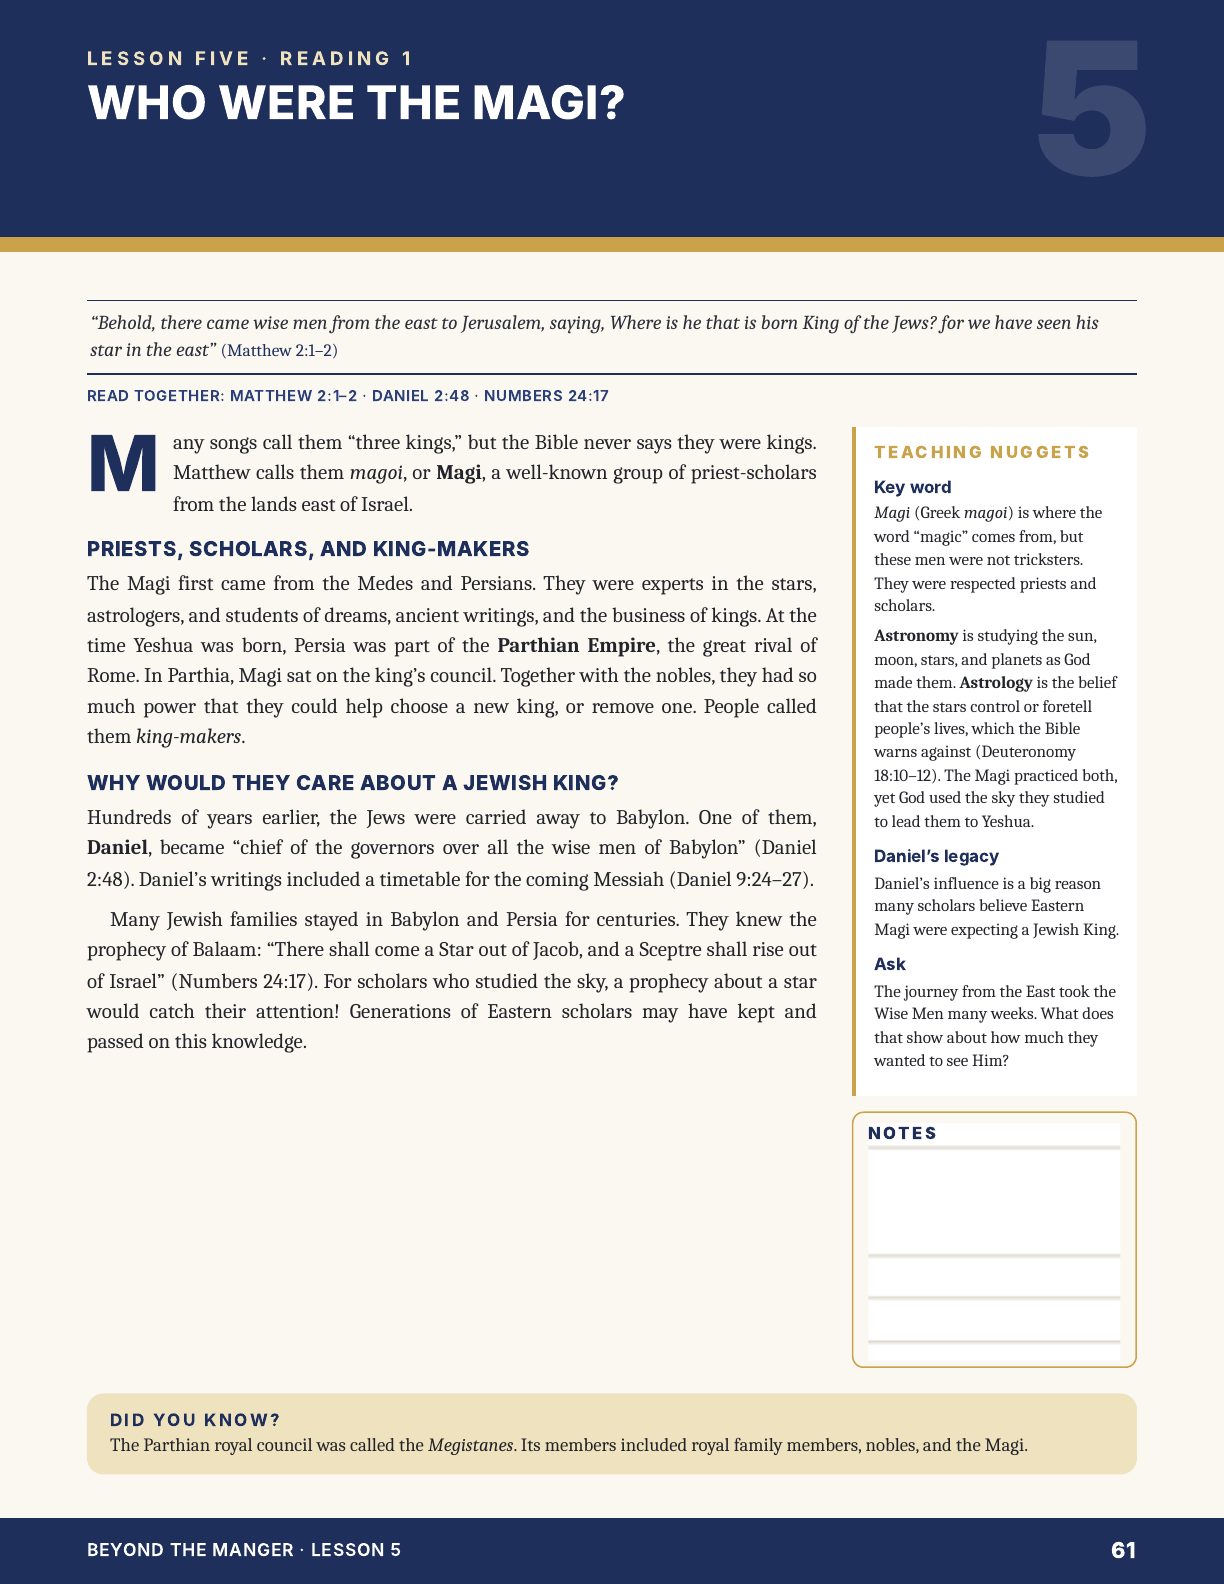 LESSON FIVE · READING 1
WHO WERE THE MAGI?
5
“Behold, there came wise men from the east to Jerusalem, saying, Where is he that is born King of the Jews? for we have seen his
star in the east” (Matthew 2:1–2)
READ TOGETHER: MATTHEW 2:1–2 · DANIEL 2:48 · NUMBERS 24:17
Many songs call them “three kings,” but the Bible never says they were kings.
Matthew calls them magoi, or Magi, a well-known group of priest-scholars
from the lands east of Israel.
PRIESTS, SCHOLARS, AND KING-MAKERS
The Magi first came from the Medes and Persians. They were experts in the stars,
astrologers, and students of dreams, ancient writings, and the business of kings. At the
time Yeshua was born, Persia was part of the Parthian Empire, the great rival of
Rome. In Parthia, Magi sat on the king’s council. Together with the nobles, they had so
much power that they could help choose a new king, or remove one. People called
them king-makers.
WHY WOULD THEY CARE ABOUT A JEWISH KING?
Hundreds of years earlier, the Jews were carried away to Babylon. One of them,
Daniel, became “chief of the governors over all the wise men of Babylon” (Daniel
2:48). Daniel’s writings included a timetable for the coming Messiah (Daniel 9:24–27).
Many Jewish families stayed in Babylon and Persia for centuries. They knew the
prophecy of Balaam: “There shall come a Star out of Jacob, and a Sceptre shall rise out
of Israel” (Numbers 24:17). For scholars who studied the sky, a prophecy about a star
would catch their attention! Generations of Eastern scholars may have kept and
passed on this knowledge.
TEACHING NUGGETS
Key word
Magi (Greek magoi) is where the
word “magic” comes from, but
these men were not tricksters.
They were respected priests and
scholars.
Astronomy is studying the sun,
moon, stars, and planets as God
made them. Astrology is the belief
that the stars control or foretell
people’s lives, which the Bible
warns against (Deuteronomy
18:10–12). The Magi practiced both,
yet God used the sky they studied
to lead them to Yeshua.
Daniel’s legacy
Daniel’s influence is a big reason
many scholars believe Eastern
Magi were expecting a Jewish King.
Ask
The journey from the East took the
Wise Men many weeks. What does
that show about how much they
wanted to see Him?
NOTES
DID YOU KNOW?
The Parthian royal council was called the Megistanes. Its members included royal family members, nobles, and the Magi.
BEYOND THE MANGER · LESSON 5
61